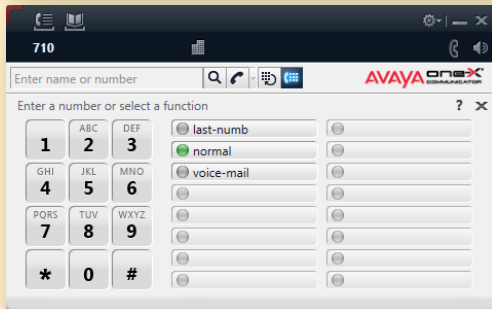 710
Enter name or number
AVAYA one-X
COMMUNICATOR
Enter a number or select a function
? x
1
ABC
2
DEF
3
last-numb
normal
voice-mail
GHI
4
JKL
5
MNO
6
PQRS
7
TUV
8
WXYZ
9
*
0
#